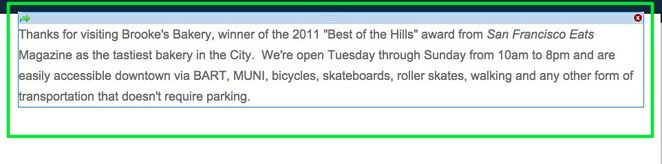 Thanks for visiting Brooke's Bakery, winner of the 2011 "Best of the Hills" award from San Francisco Eats
Magazine as the tastiest bakery in the City.  We're open Tuesday through Sunday from 10am to 8pm and are
easily accessible downtown via BART, MUNI, bicycles, skateboards, roller skates, walking and any other form of
transportation that doesn't require parking.